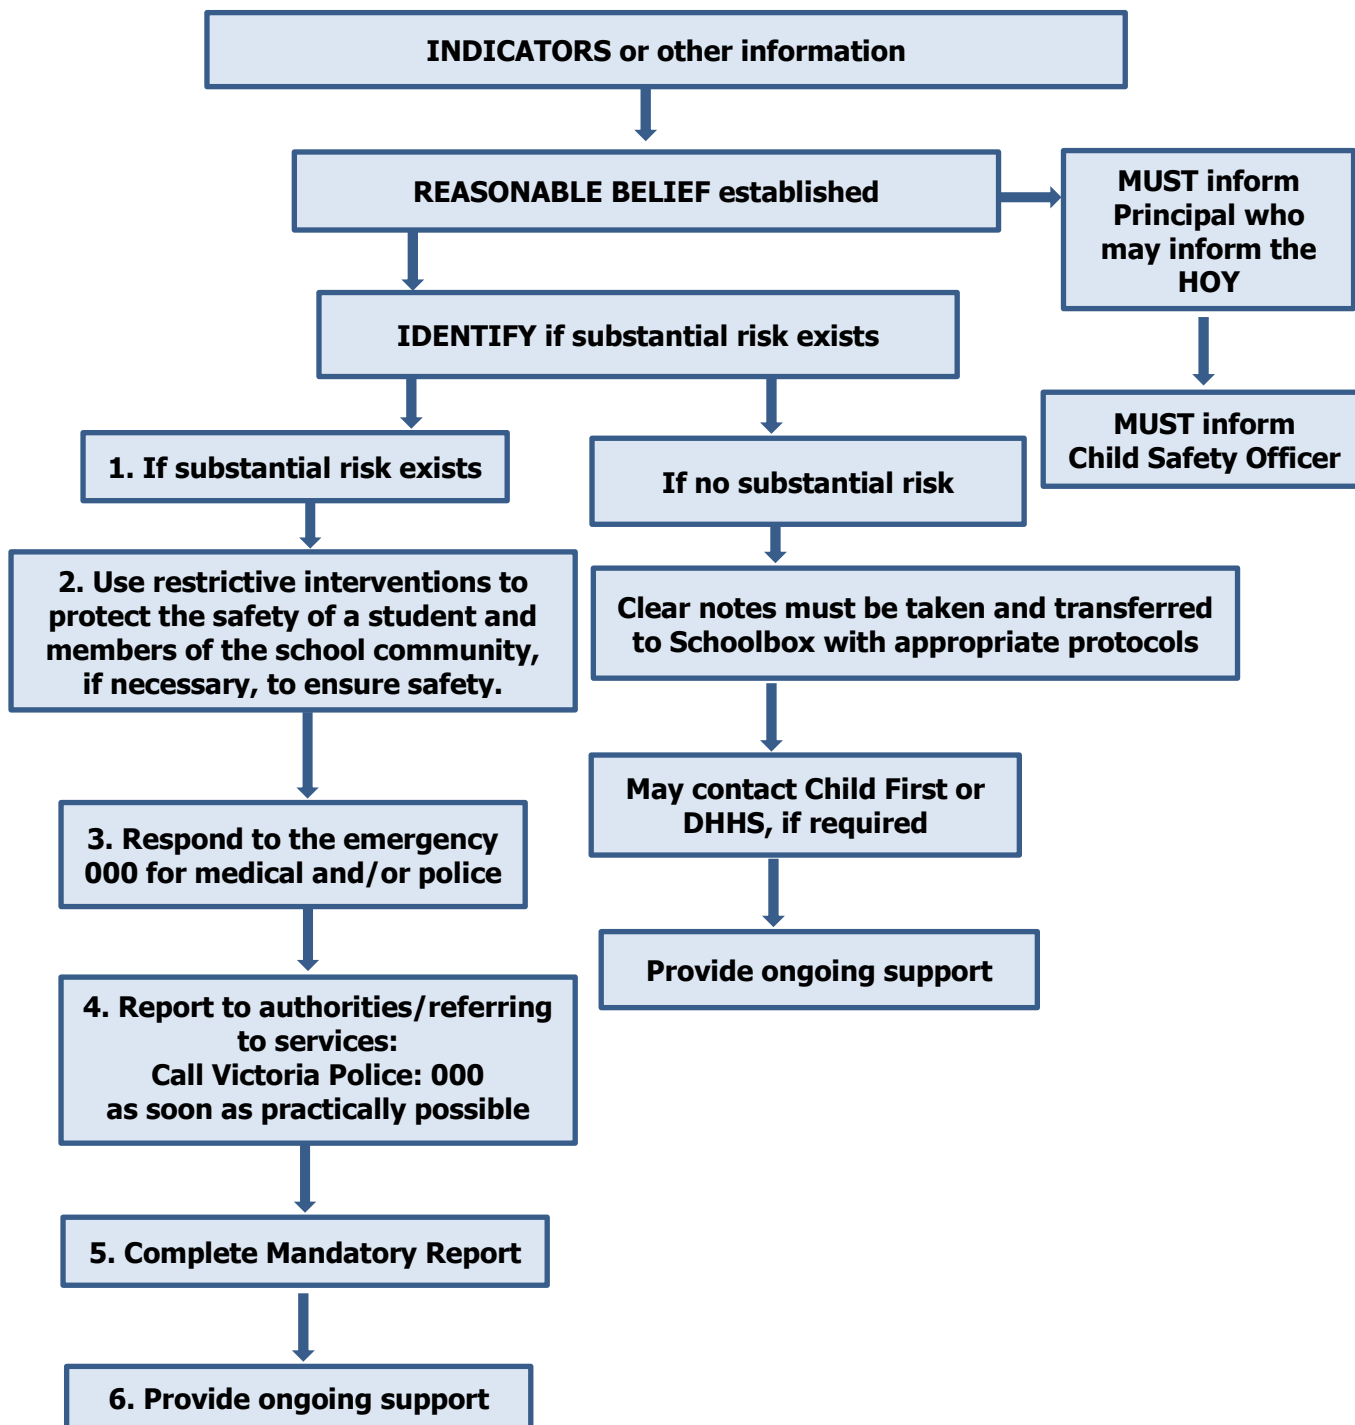 INDICATORS or other information
REASONABLE BELIEF established
MUST inform
Principal who
may inform the
HOY
IDENTIFY if substantial risk exists
MUST inform
Child Safety Officer
1. If substantial risk exists
If no substantial risk
2. Use restrictive interventions to
protect the safety of a student and
members of the school community,
if necessary, to ensure safety.
Clear notes must be taken and transferred
to Schoolbox with appropriate protocols
May contact Child First or
DHHS, if required
3. Respond to the emergency
000 for medical and/or police
Provide ongoing support
4. Report to authorities/referring
to services:
Call Victoria Police: 000
as soon as practically possible
5. Complete Mandatory Report
6. Provide ongoing support